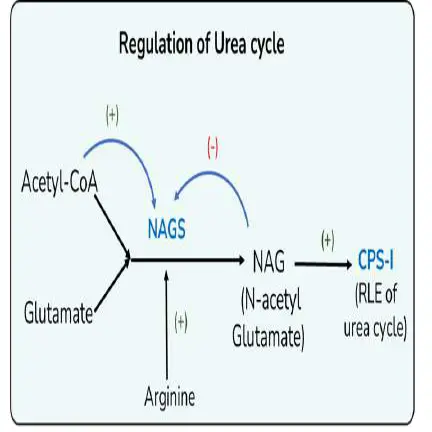 Regulation of Urea cycle
(+)
(-)
Acetyl-CoA
NAGS
(+)
NAG
CPS-I
(N-acetyl
(RLE of
Glutamate)
urea cycle)
Glutamate
(+)
Arginine